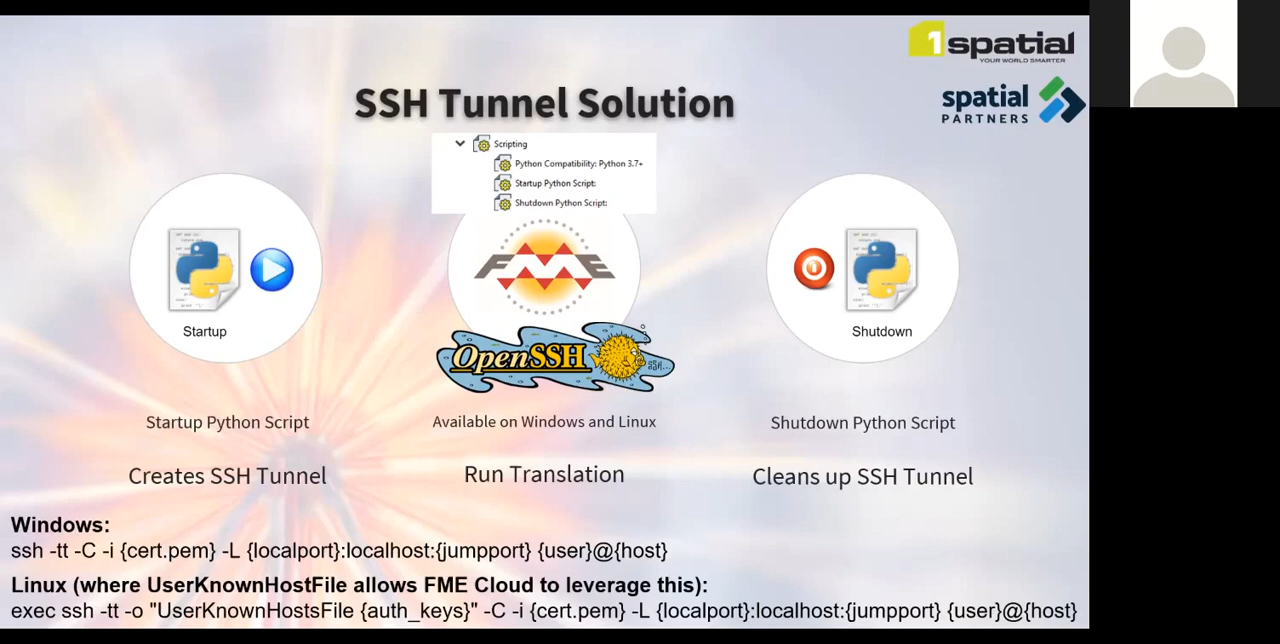 1spatial
YOUR WORLD SMARTER
SSH Tunnel Solution
spatial
PARTNERS
Scripting
Python Compatibility: Python 3.7+
Startup Python Script:
Shutdown Python Script:
FME
Startup
Shutdown
OpenSSH
Startup Python Script
Available on Windows and Linux
Shutdown Python Script
Creates SSH Tunnel
Run Translation
Cleans up SSH Tunnel
Windows:
ssh -tt -C -i {cert.pem} -L {localport}:localhost:{jumpport} {user}@{host}
Linux (where UserKnownHostFile allows FME Cloud to leverage this):
exec ssh -tt -o "UserKnownHostsFile {auth_keys}" -C -i {cert.pem} -L {localport}:localhost:{jumpport} {user}@{host}